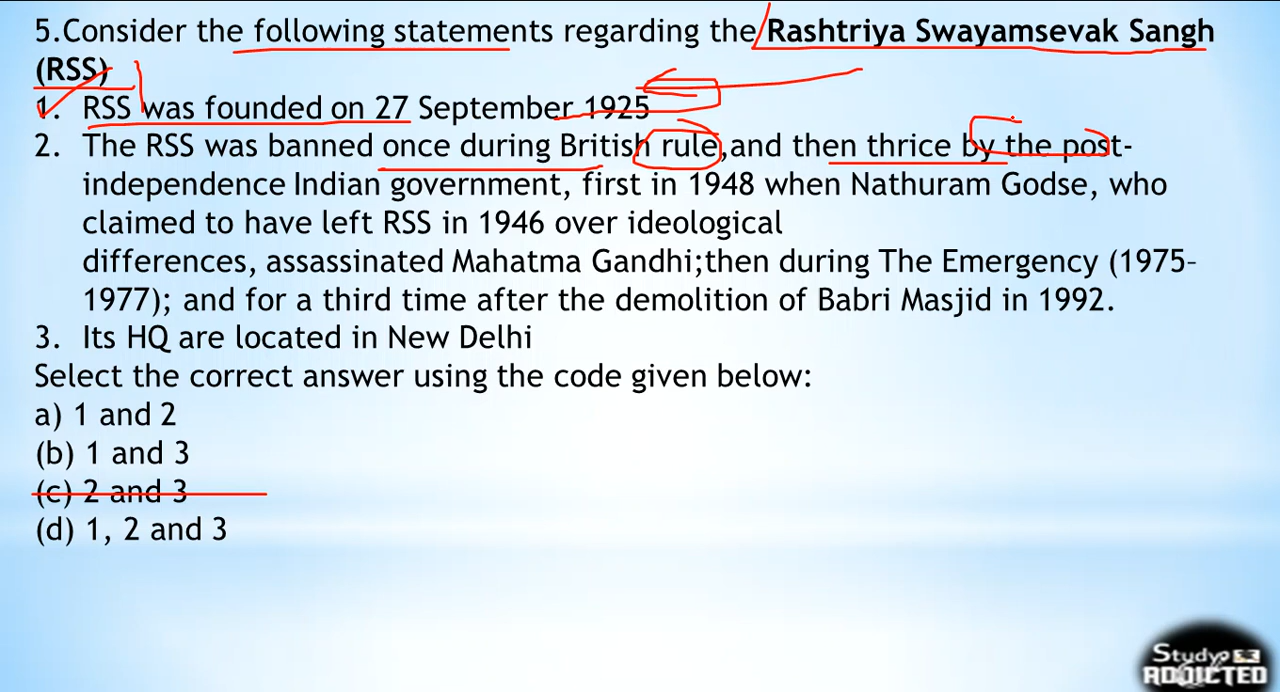 5.Consider the following statements regarding the Rashtriya Swayamsevak Sangh
(RSS)
1. RSS was founded on 27 September 1925
2. The RSS was banned once during British rule,and then thrice by the post-
independence Indian government, first in 1948 when Nathuram Godse, who
claimed to have left RSS in 1946 over ideological
differences, assassinated Mahatma Gandhi;then during The Emergency (1975–
1977); and for a third time after the demolition of Babri Masjid in 1992.
3. Its HQ are located in New Delhi
Select the correct answer using the code given below:
a) 1 and 2
(b) 1 and 3
(c) 2 and 3
(d) 1, 2 and 3
Study
ADDICTED